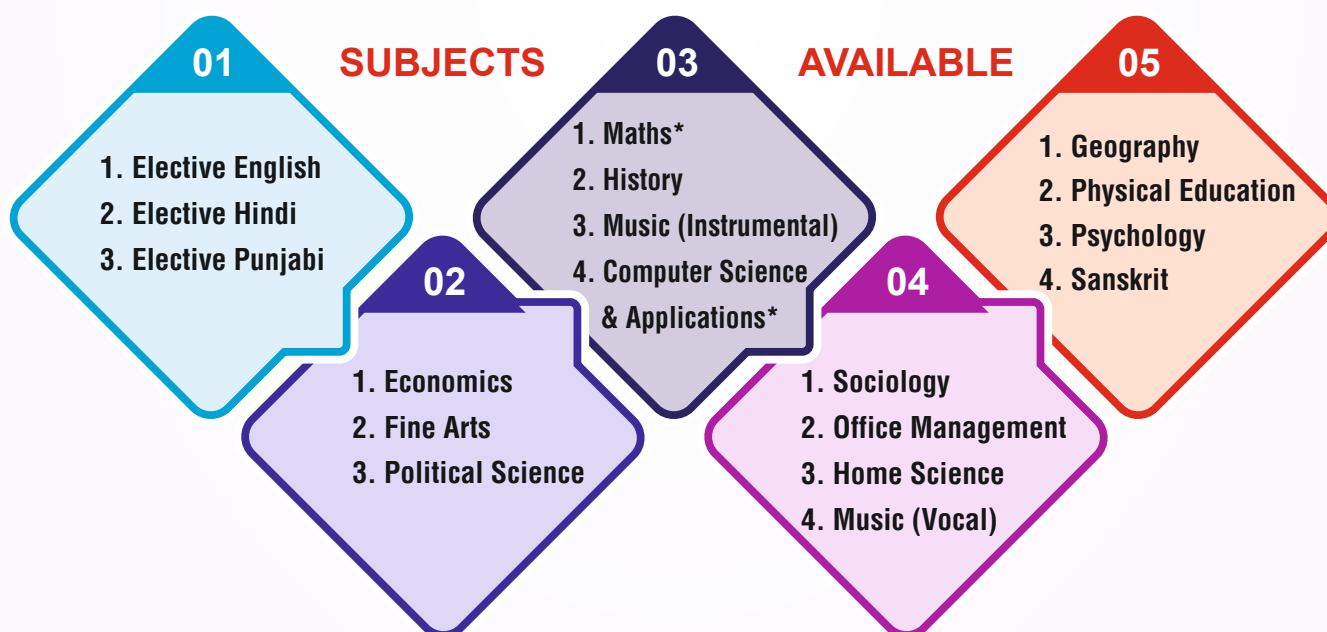 SUBJECTS AVAILABLE
01
1. Elective English
2. Elective Hindi
3. Elective Punjabi
02
1. Economics
2. Fine Arts
3. Political Science
03
1. Maths*
2. History
3. Music (Instrumental)
4. Computer Science
& Applications*
04
1. Sociology
2. Office Management
3. Home Science
4. Music (Vocal)
05
1. Geography
2. Physical Education
3. Psychology
4. Sanskrit